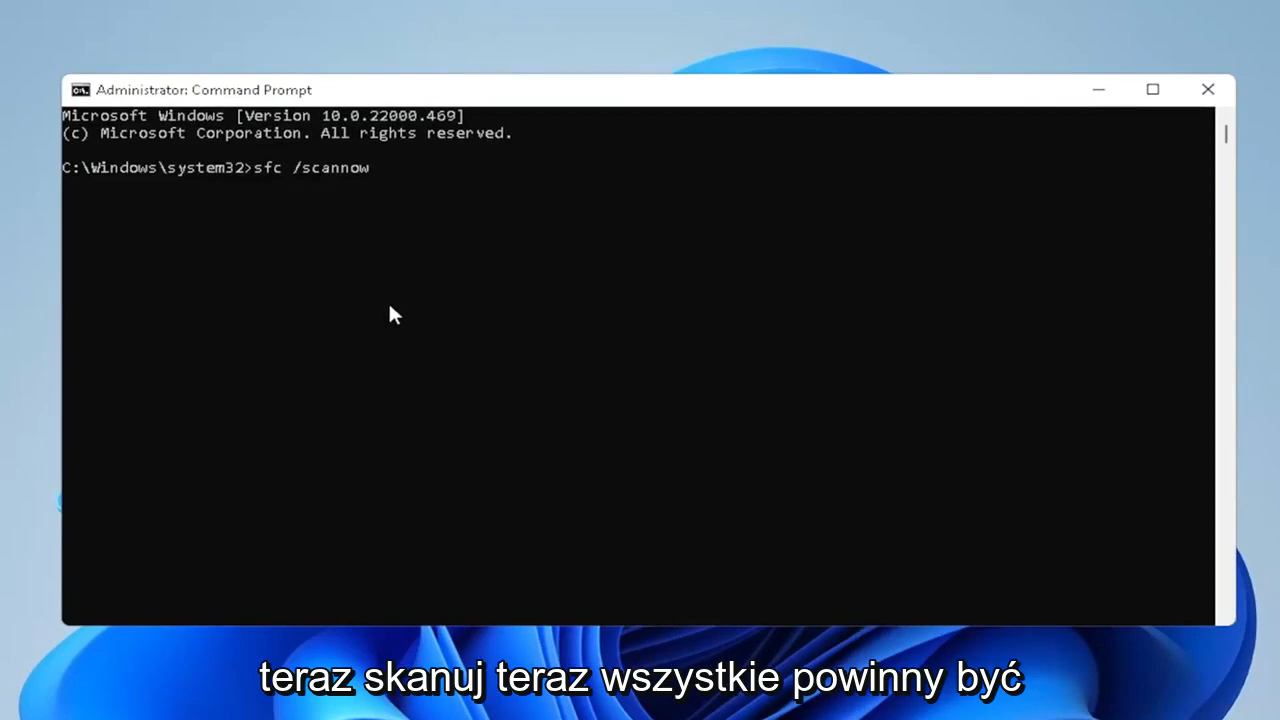 Administrator: Command Prompt
Microsoft Windows [Version 10.0.22000.469]
(c) Microsoft Corporation. All rights reserved.
C:\Windows\system32>sfc /scannow
teraz skanuj teraz wszystkie powinny być